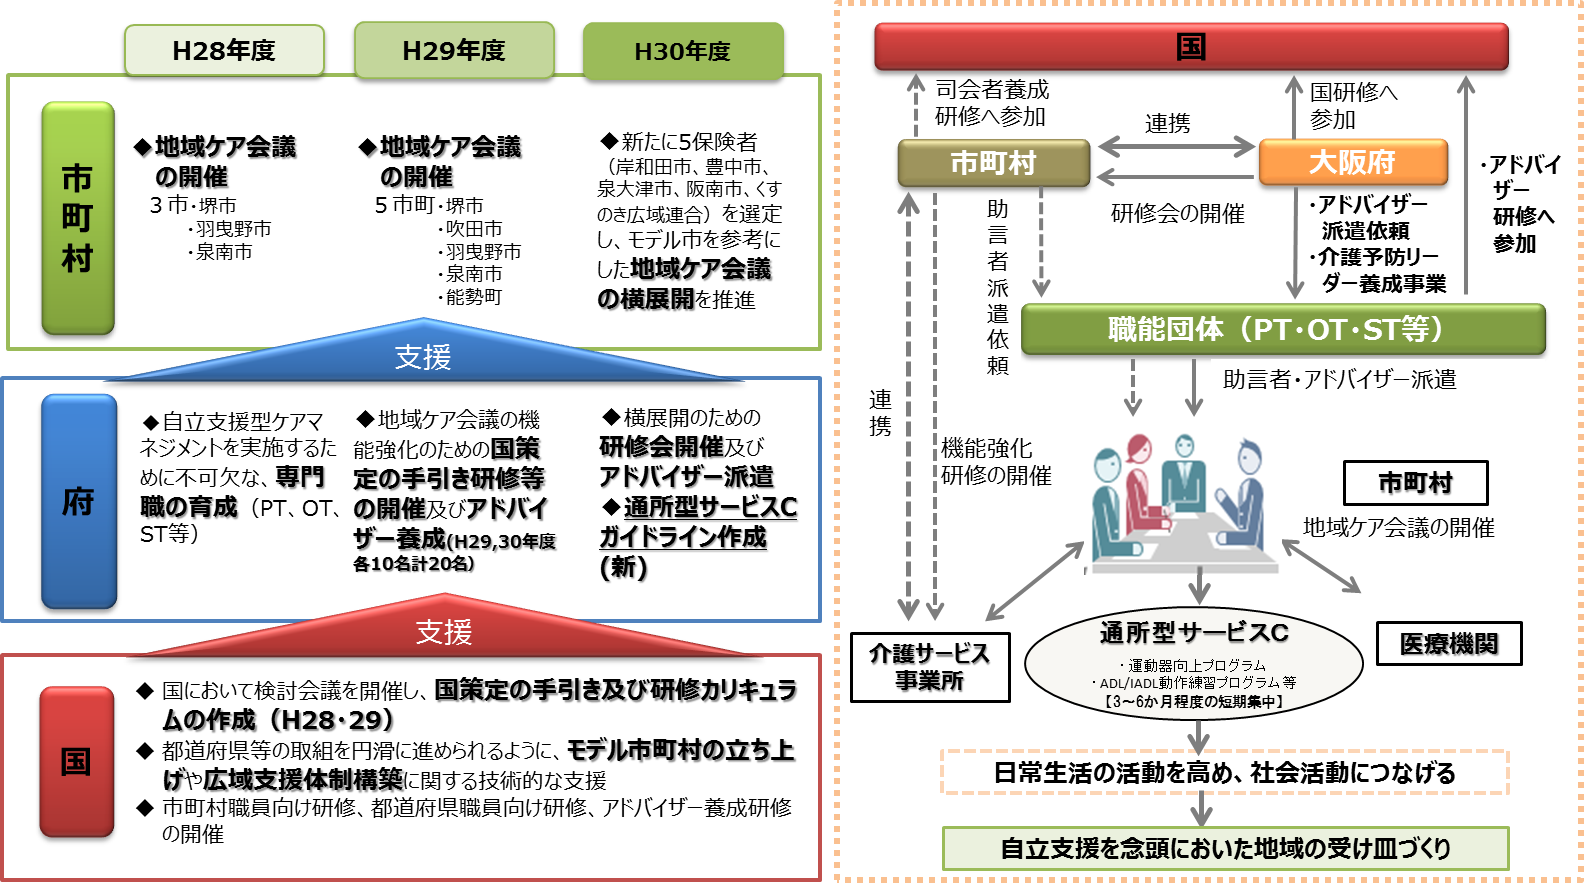 H28年度
H29年度
H30年度
市町村
◆地域ケア会議
の開催
３市・堺市
・羽曳野市
・泉南市
◆地域ケア会議
の開催
５市町・堺市
・吹田市
・羽曳野市
・泉南市
・能勢町
◆新たに5保険者
（岸和田市、豊中市、
泉大津市、阪南市、くす
のき広域連合）を選定
し、モデル市を参考に
した地域ケア会議
の横展開を推進
支援
府
◆自立支援型ケアマ
ネジメントを実施するた
めに不可欠な、専門
職の育成（PT、OT、
ST等）
◆地域ケア会議の機
能強化のための国策
定の手引き研修等
の開催及びアドバイ
ザー養成(H29,30年度
各10名計20名)
◆横展開のための
研修会開催及び
アドバイザー派遣
◆通所型サービスC
ガイドライン作成
(新)
支援
国
◆ 国において検討会議を開催し、国策定の手引き及び研修カリキュラ
ムの作成（H28・29）
◆ 都道府県等の取組を円滑に進められるように、モデル市町村の立ち上
げや広域支援体制構築に関する技術的な支援
◆ 市町村職員向け研修、都道府県職員向け研修、アドバイザー養成研修
の開催
国
司会者養成
研修へ参加
国研修へ
参加
連携
市町村
大阪府
研修会の開催
・アドバイ
ザー
研修へ
参加
・アドバイザー
派遣依頼
・介護予防リー
ダー養成事業
助言者派遣依頼
職能団体（PT・OT・ST等）
助言者・アドバイザー派遣
連携
機能強化
研修の開催
市町村
地域ケア会議の開催
介護サービス
事業所
通所型サービスC
・運動器向上プログラム
・ADL/IADL動作練習プログラム等
【3～6か月程度の短期集中】
医療機関
日常生活の活動を高め、社会活動につなげる
自立支援を念頭においた地域の受け皿づくり